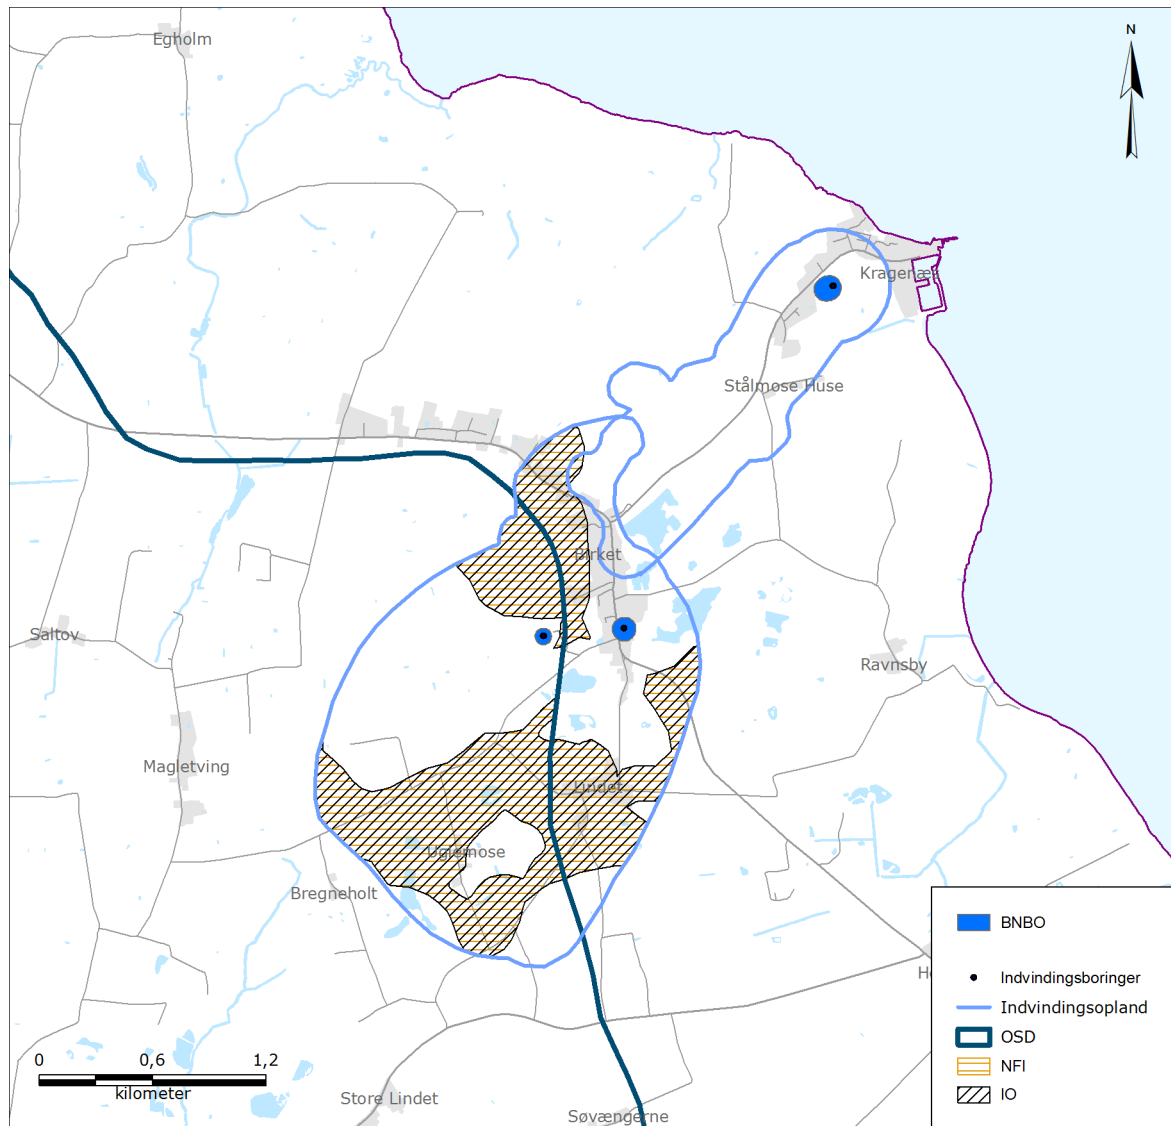 N
Egholm
Kragenæs
Stålmose Huse
Birket
Saltov
Ravnsby
Magletving
Lindet
Uglemose
Bregneholt
Store Lindet
Søvængerne
0 0,6 1,2
kilometer
BNBO
Indvindingsboringer
Indvindingsopland
OSD
NFI
IO